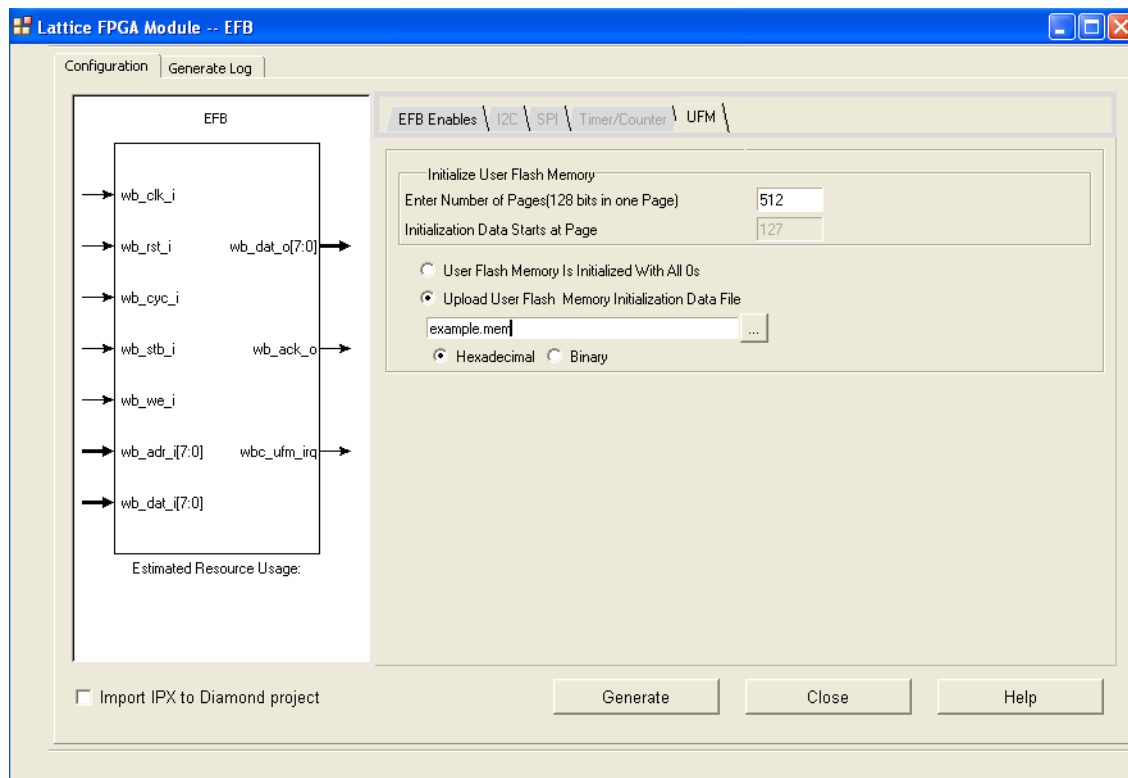 Lattice FPGA Module -- EFB
Configuration
Generate Log
EFB
wb_clk_i
wb_rst_i
wb_dat_o[7:0]
wb_cyc_i
wb_stb_i
wb_ack_o
wb_we_i
wb_adr_i[7:0]
wbc_ufm_irq
wb_dat_i[7:0]
Estimated Resource Usage:
EFB Enables
I2C
SPI
Timer/Counter
UFM
Initialize User Flash Memory
Enter Number of Pages(128 bits in one Page)
512
Initialization Data Starts at Page
127
User Flash Memory Is Initialized With All 0s
Upload User Flash Memory Initialization Data File
example.mem
...
Hexadecimal
Binary
Import IPX to Diamond project
Generate
Close
Help